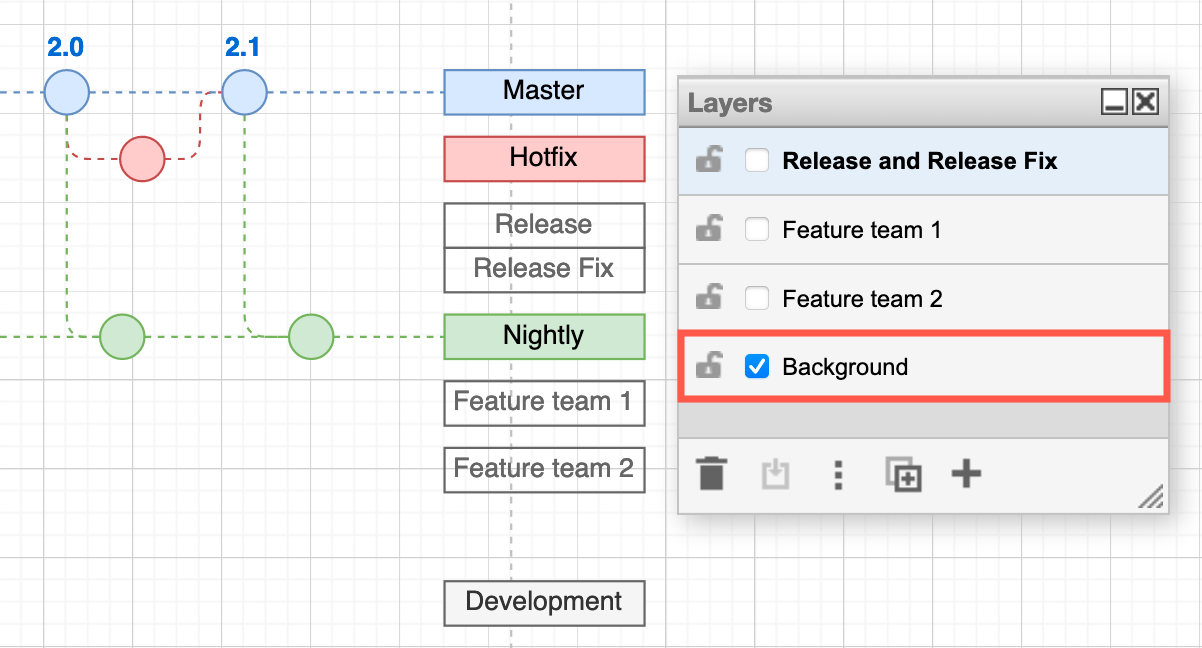 2.0
2.1
Master
Hotfix
Release
Release Fix
Nightly
Feature team 1
Feature team 2
Development
Layers
Release and Release Fix
Feature team 1
Feature team 2
Background